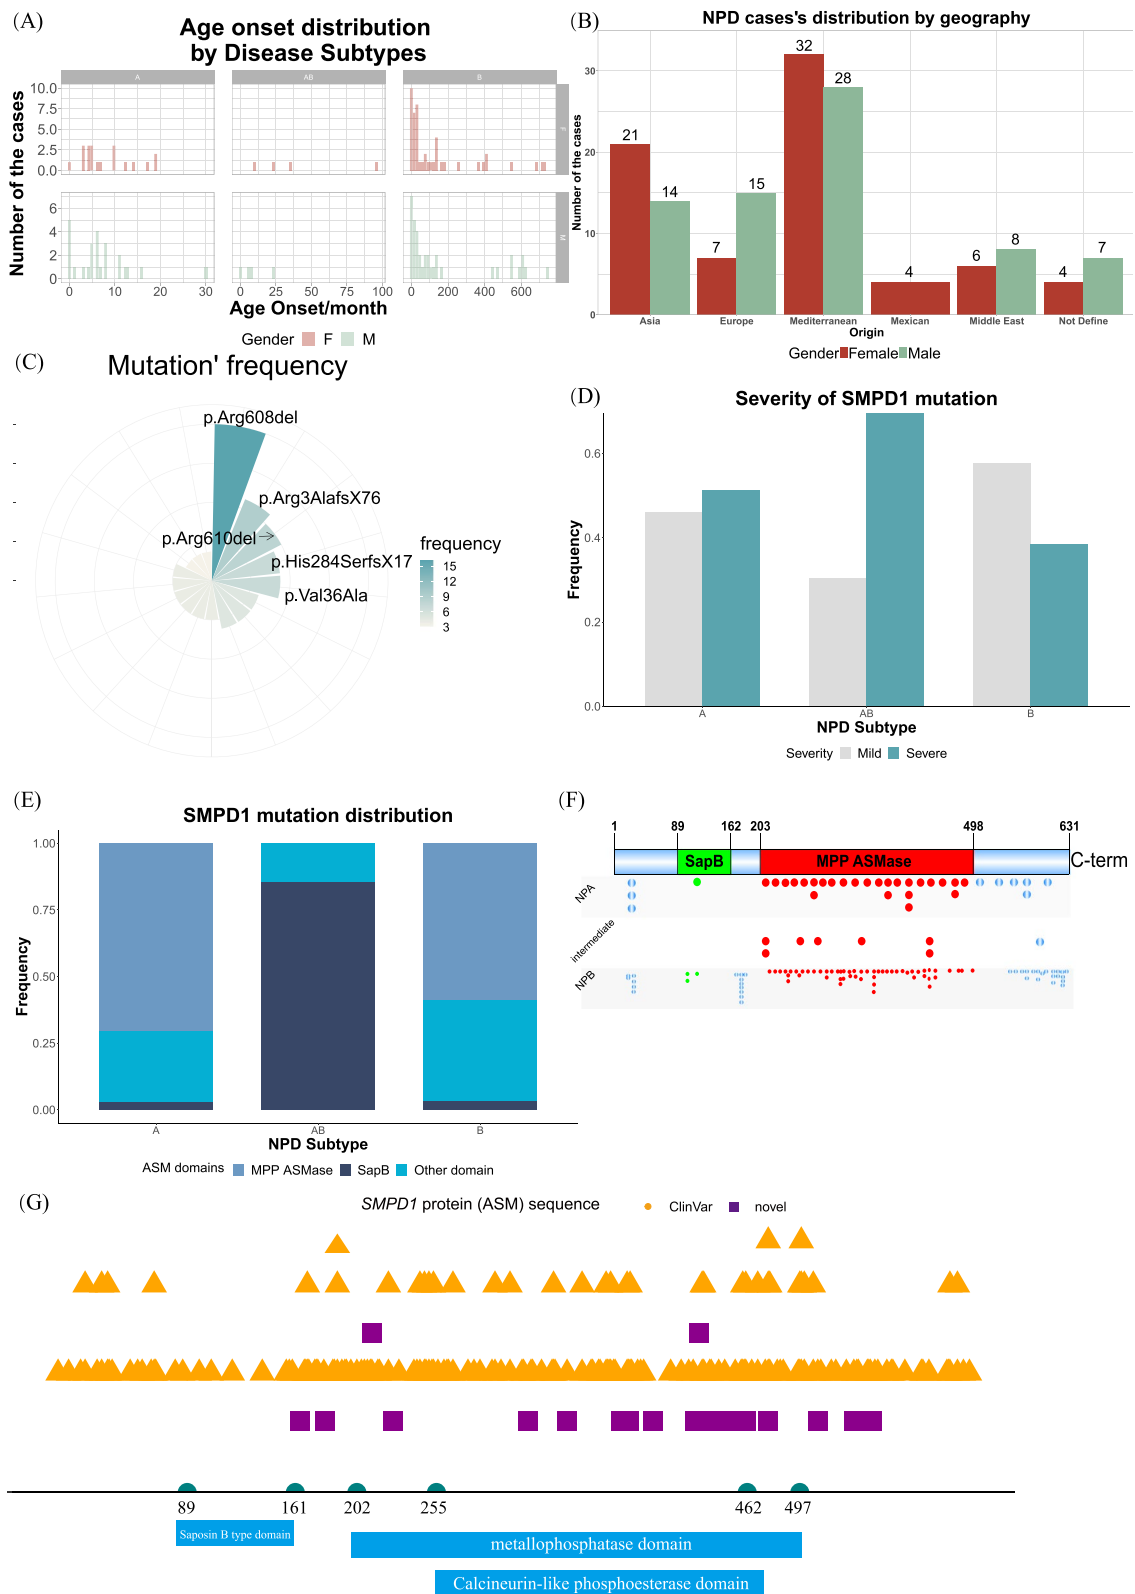 (A)
Age onset distribution
by Disease Subtypes
A
AB
B
F
M
Number of the cases
10.0
7.5
5.0
2.5
0.0
6
4
2
0
0
10
20
30
0
25
50
75
100
0
200
400
600
Age Onset/month
Gender F M
(B)
NPD cases's distribution by geography
Number of the cases
30
20
10
0
21
14
7
15
32
28
4
6
8
4
7
Asia
Europe
Mediterranean
Mexican
Middle East
Not Define
Origin
Gender Female Male
(C)
Mutation' frequency
p.Arg608del
p.Arg3AlafsX76
p.Arg610del
p.His284SerfsX17
p.Val36Ala
frequency
15
12
9
6
3
(D)
Severity of SMPD1 mutation
Frequency
0.6
0.4
0.2
0.0
A
AB
B
NPD Subtype
Severity Mild Severe
(E)
SMPD1 mutation distribution
Frequency
1.00
0.75
0.50
0.25
0.00
A
AB
B
NPD Subtype
ASM domains MPP ASMase SapB Other domain
(F)
1
89
162
203
498
631
SapB
MPP ASMase
C-term
NPA
intermediate
NPB
(G)
SMPD1 protein (ASM) sequence
ClinVar
novel
89
161
202
255
462
497
Saposin B type domain
metallophosphatase domain
Calcineurin-like phosphoesterase domain